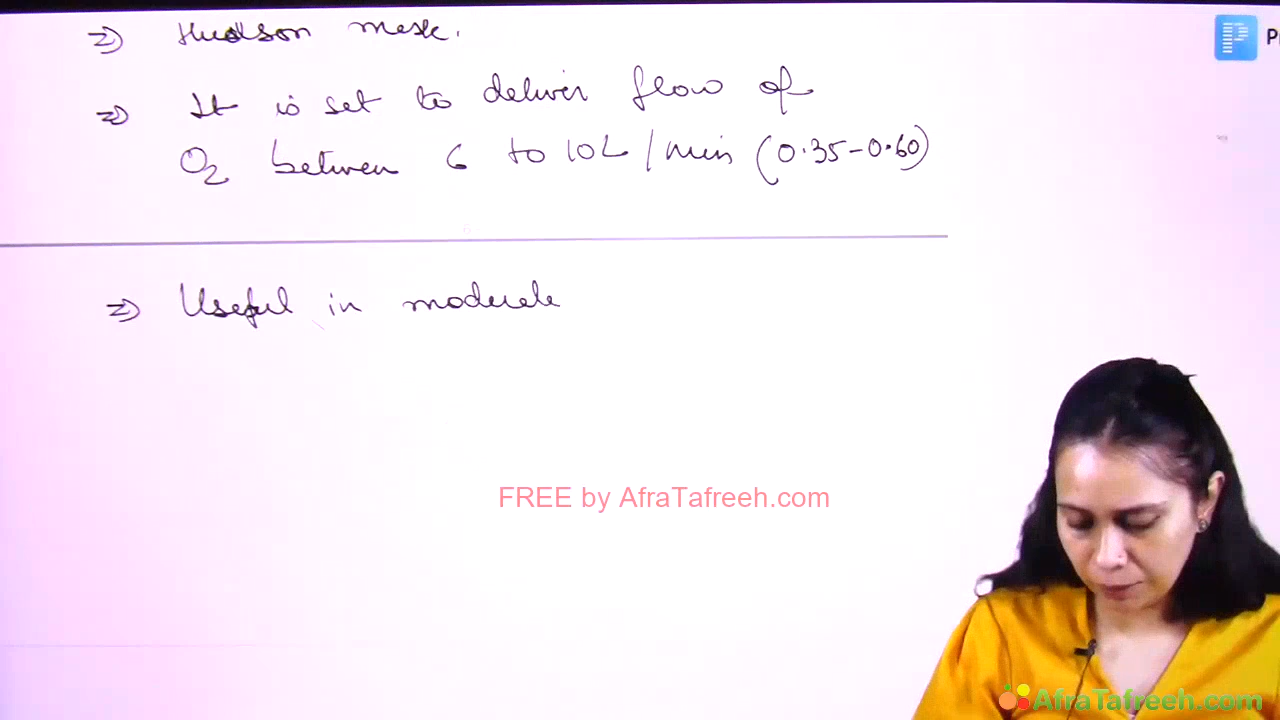 ⇒ Hudson mask.
⇒ It is set to deliver flow of
O₂ between 6 to 10L/min (0.35-0.60)
⇒ Useful in moderate
FREE by AfraTafreeh.com
AfraTafreeh.com